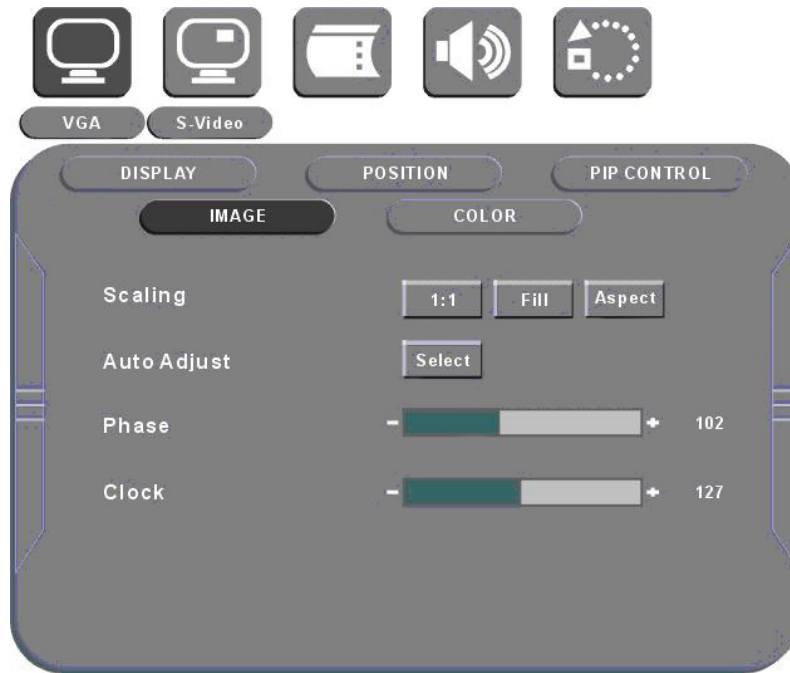 VGA S-Video
DISPLAY POSITION PIP CONTROL
IMAGE COLOR
Scaling 1:1 Fill Aspect
Auto Adjust Select
Phase - + 102
Clock - + 127